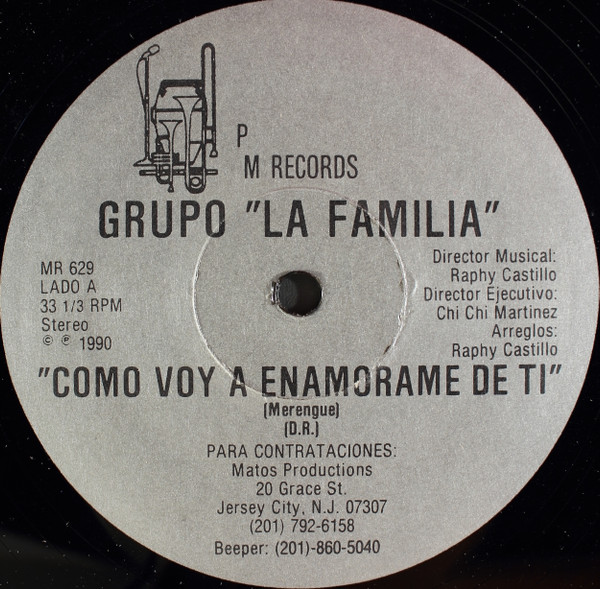 P
M RECORDS
GRUPO "LA FAMILIA"
MR 629
LADO A
33 1/3 RPM
Stereo
© ℗ 1990
Director Musical:
Raphy Castillo
Director Ejecutivo:
Chi Chi Martinez
Arreglos:
Raphy Castillo
"COMO VOY A ENAMORAME DE TI"
(Merengue)
(D.R.)
PARA CONTRATACIONES:
Matos Productions
20 Grace St.
Jersey City, N.J. 07307
(201) 792-6158
Beeper: (201)-860-5040